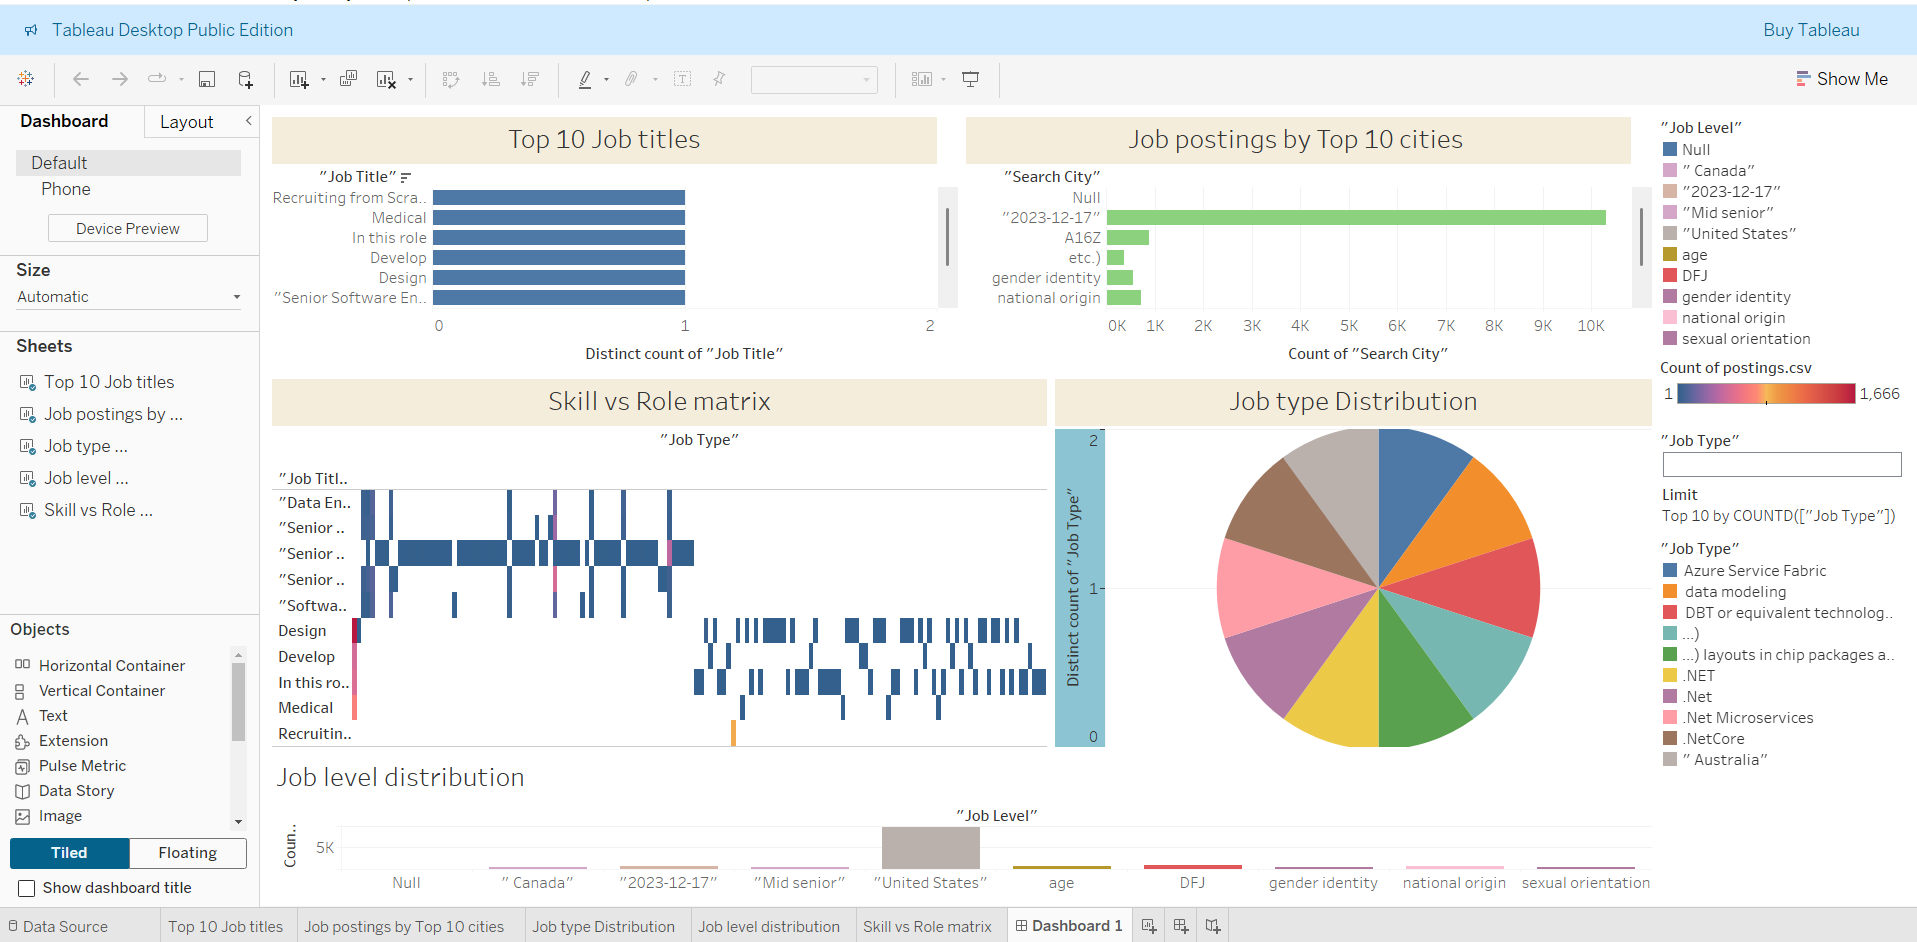 Tableau Desktop Public Edition
Buy Tableau
Show Me
Dashboard
Layout
Default
Phone
Device Preview
Size
Automatic
Sheets
Top 10 Job titles
Job postings by ...
Job type ...
Job level ...
Skill vs Role ...
Objects
Horizontal Container
Vertical Container
Text
Extension
Pulse Metric
Data Story
Image
Tiled
Floating
Show dashboard title
Top 10 Job titles
"Job Title"
Recruiting from Scra..
Medical
In this role
Develop
Design
"Senior Software En..
0 1 2
Distinct count of "Job Title"
Job postings by Top 10 cities
"Search City"
Null
"2023-12-17"
A16Z
etc.)
gender identity
national origin
0K 1K 2K 3K 4K 5K 6K 7K 8K 9K 10K
Count of "Search City"
Skill vs Role matrix
"Job Type"
"Job Titl..
"Data En..
"Senior ..
"Senior ..
"Senior ..
"Softwa..
Design
Develop
In this ro..
Medical
Recruitin..
Job type Distribution
Distinct count of "Job Type"
2
1
0
Job level distribution
"Job Level"
Coun..
5K
Null
" Canada"
"2023-12-17"
"Mid senior"
"United States"
age
DFJ
gender identity
national origin
sexual orientation
"Job Level"
Null
" Canada"
"2023-12-17"
"Mid senior"
"United States"
age
DFJ
gender identity
national origin
sexual orientation
Count of postings.csv
1 1,666
"Job Type"
Limit
Top 10 by COUNTD(["Job Type"])
"Job Type"
Azure Service Fabric
data modeling
DBT or equivalent technolog..
...)
...) layouts in chip packages a..
.NET
.Net
.Net Microservices
.NetCore
" Australia"
Data Source
Top 10 Job titles
Job postings by Top 10 cities
Job type Distribution
Job level distribution
Skill vs Role matrix
Dashboard 1